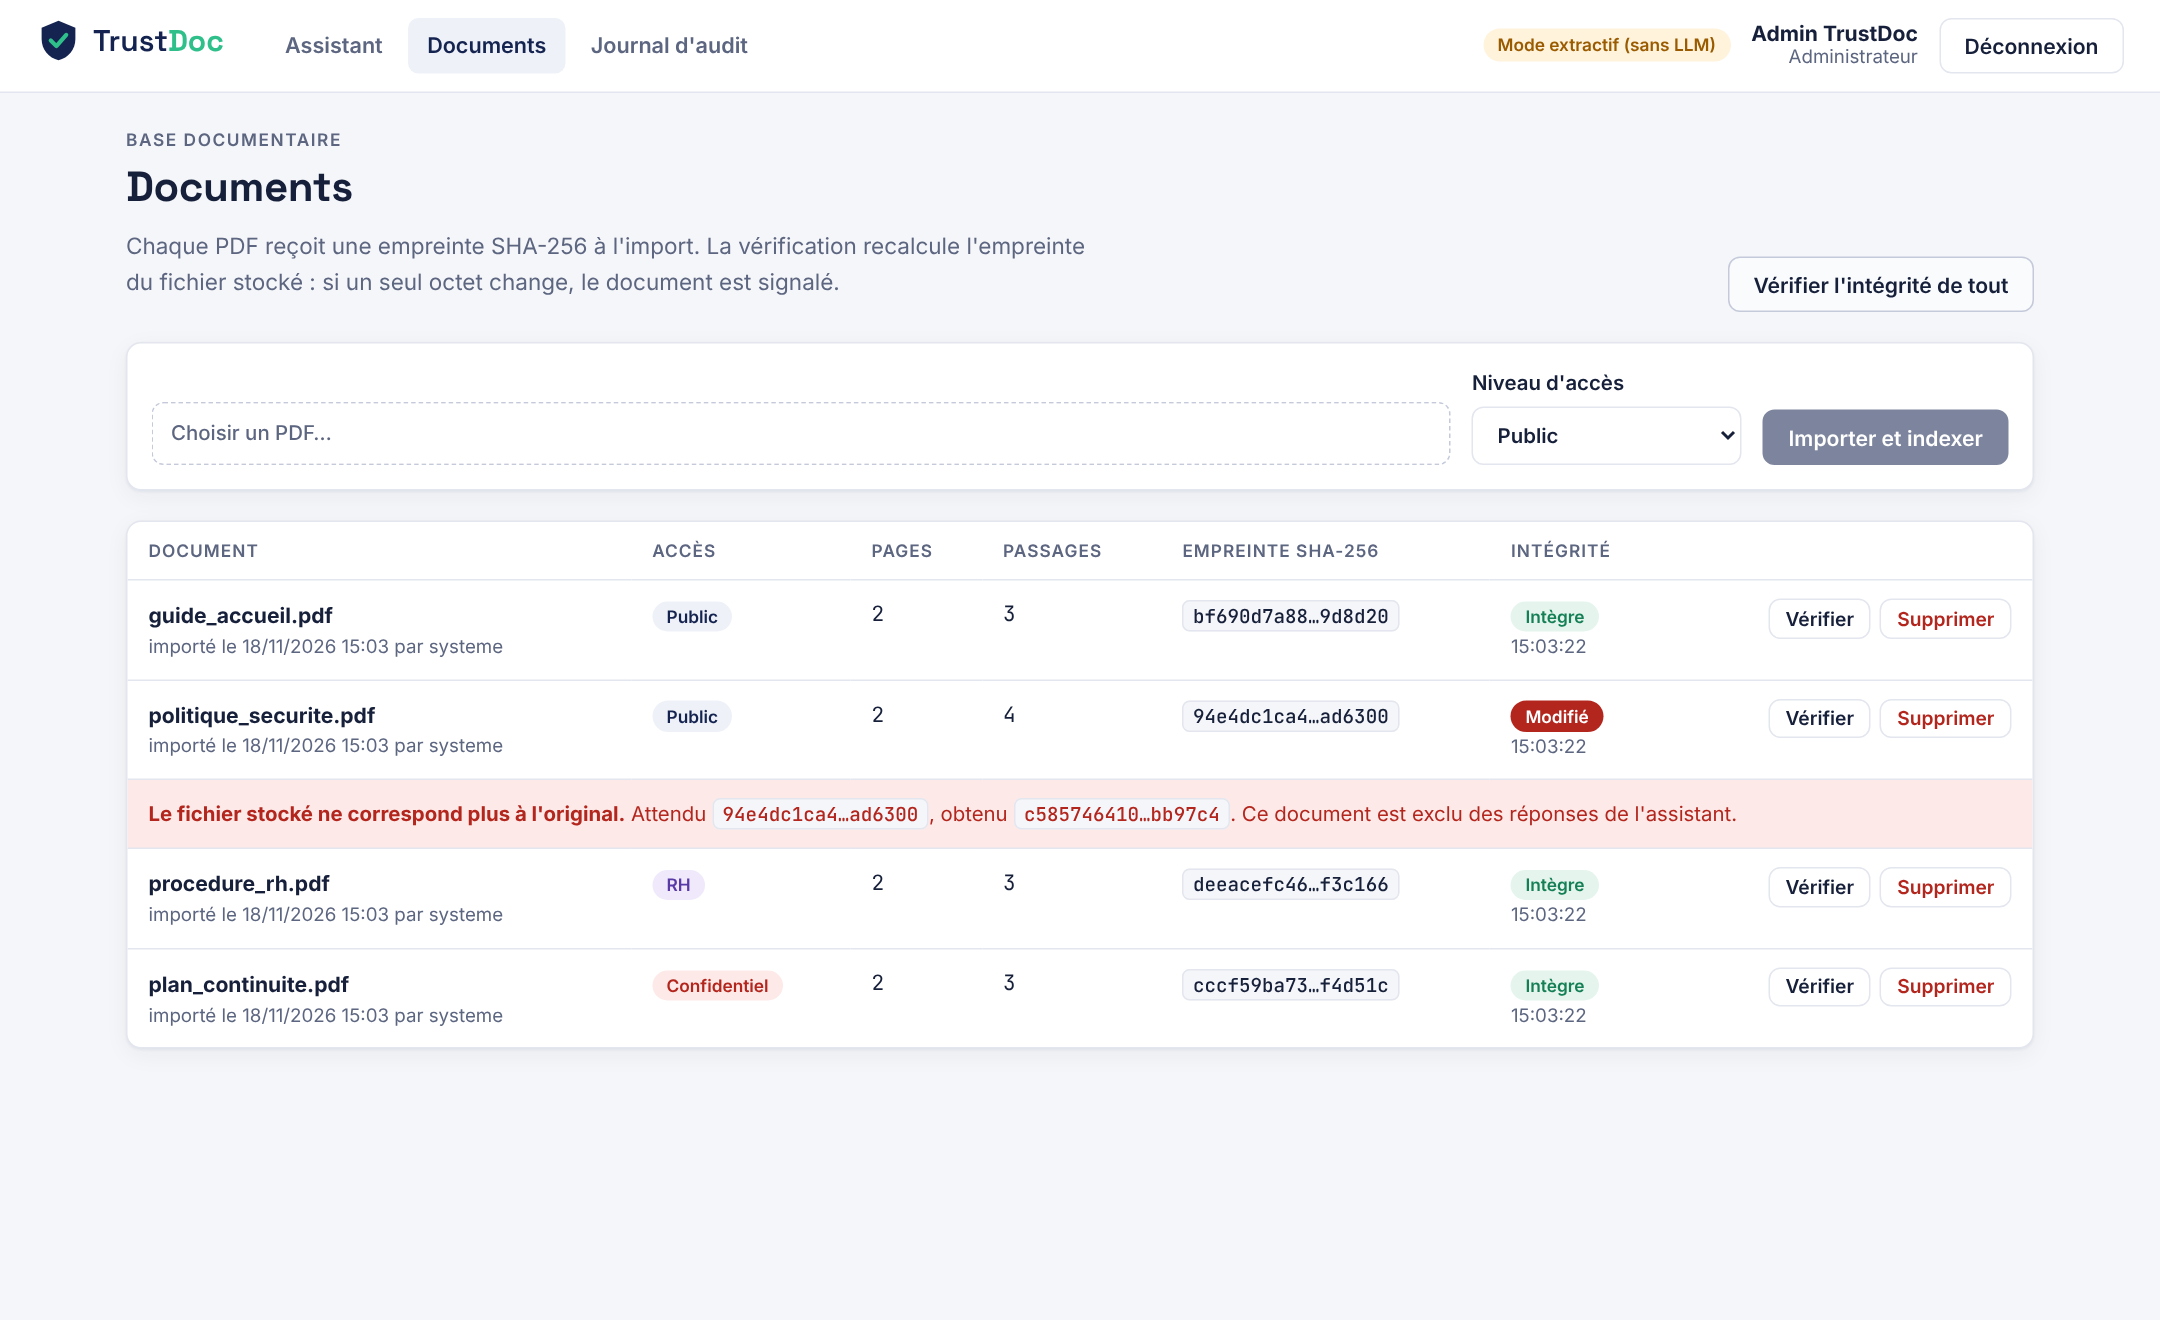 TrustDoc
Assistant
Documents
Journal d'audit
Mode extractif (sans LLM)
Admin TrustDoc
Administrateur
Déconnexion
BASE DOCUMENTAIRE
Documents
Chaque PDF reçoit une empreinte SHA-256 à l'import. La vérification recalcule l'empreinte
du fichier stocké : si un seul octet change, le document est signalé.
Vérifier l'intégrité de tout
Niveau d'accès
Choisir un PDF...
Public
Importer et indexer
DOCUMENT ACCÈS PAGES PASSAGES EMPREINTE SHA-256 INTÉGRITÉ
guide_accueil.pdf Public 2 3 bf690d7a88…9d8d20 Intègre Vérifier Supprimer
importé le 18/11/2026 15:03 par systeme 15:03:22
politique_securite.pdf Public 2 4 94e4dc1ca4…ad6300 Modifié Vérifier Supprimer
importé le 18/11/2026 15:03 par systeme 15:03:22
Le fichier stocké ne correspond plus à l'original. Attendu 94e4dc1ca4…ad6300 , obtenu c585746410…bb97c4 . Ce document est exclu des réponses de l'assistant.
procedure_rh.pdf RH 2 3 deeacefc46…f3c166 Intègre Vérifier Supprimer
importé le 18/11/2026 15:03 par systeme 15:03:22
plan_continuite.pdf Confidentiel 2 3 cccf59ba73…f4d51c Intègre Vérifier Supprimer
importé le 18/11/2026 15:03 par systeme 15:03:22